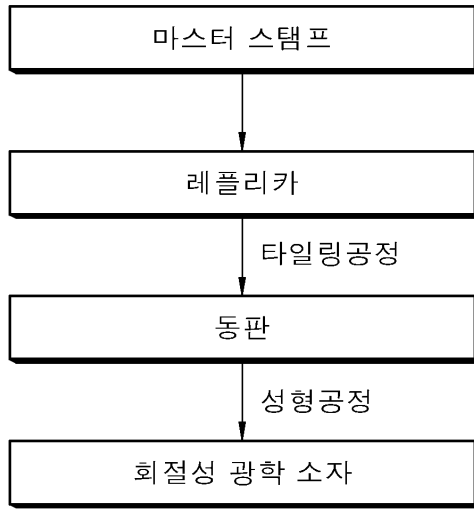 마스터 스탬프
레플리카
타일링공정
동판
성형공정
회절성 광학 소자